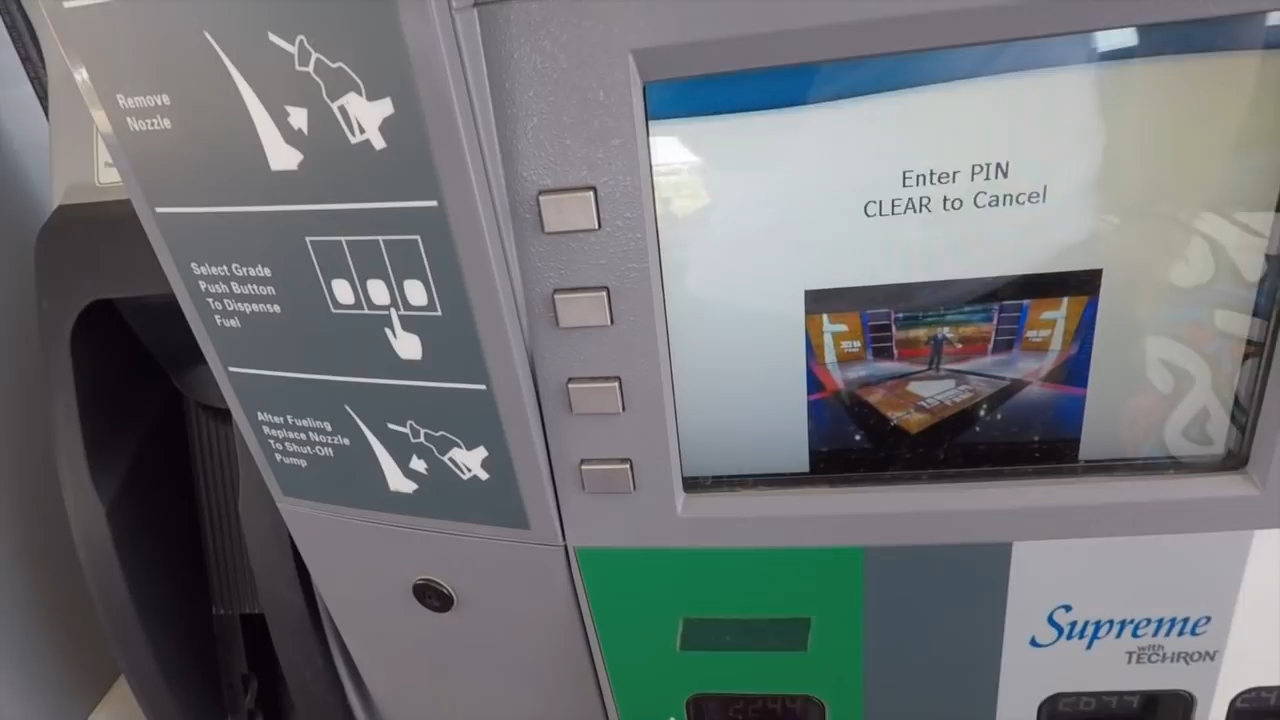 Remove
Nozzle
Select Grade
Push Button
To Dispense
Fuel
After Fueling
Replace Nozzle
To Shut-Off
Pump
Enter PIN
CLEAR to Cancel
Supreme
with
TECHRON